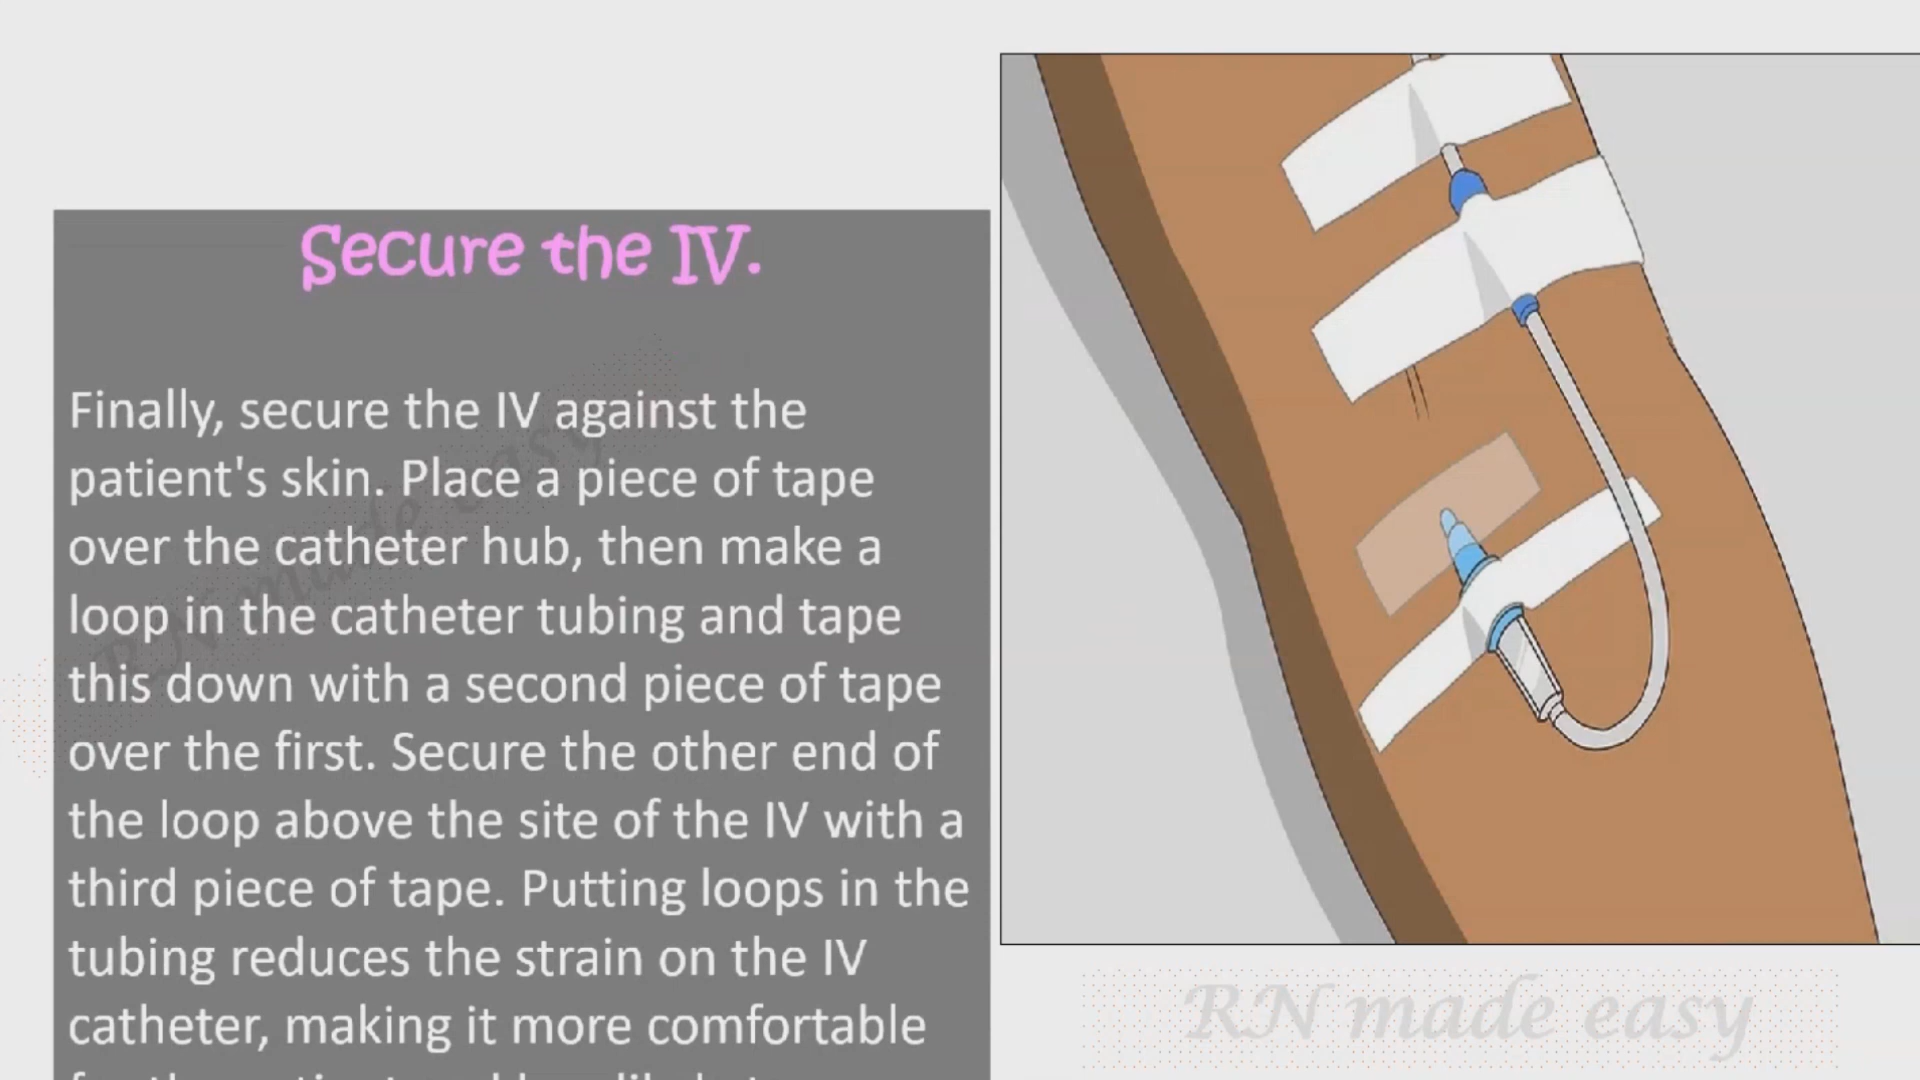 Secure the IV.
Finally, secure the IV against the
patient's skin. Place a piece of tape
over the catheter hub, then make a
loop in the catheter tubing and tape
this down with a second piece of tape
over the first. Secure the other end of
the loop above the site of the IV with a
third piece of tape. Putting loops in the
tubing reduces the strain on the IV
catheter, making it more comfortable
RN made easy
RN made easy